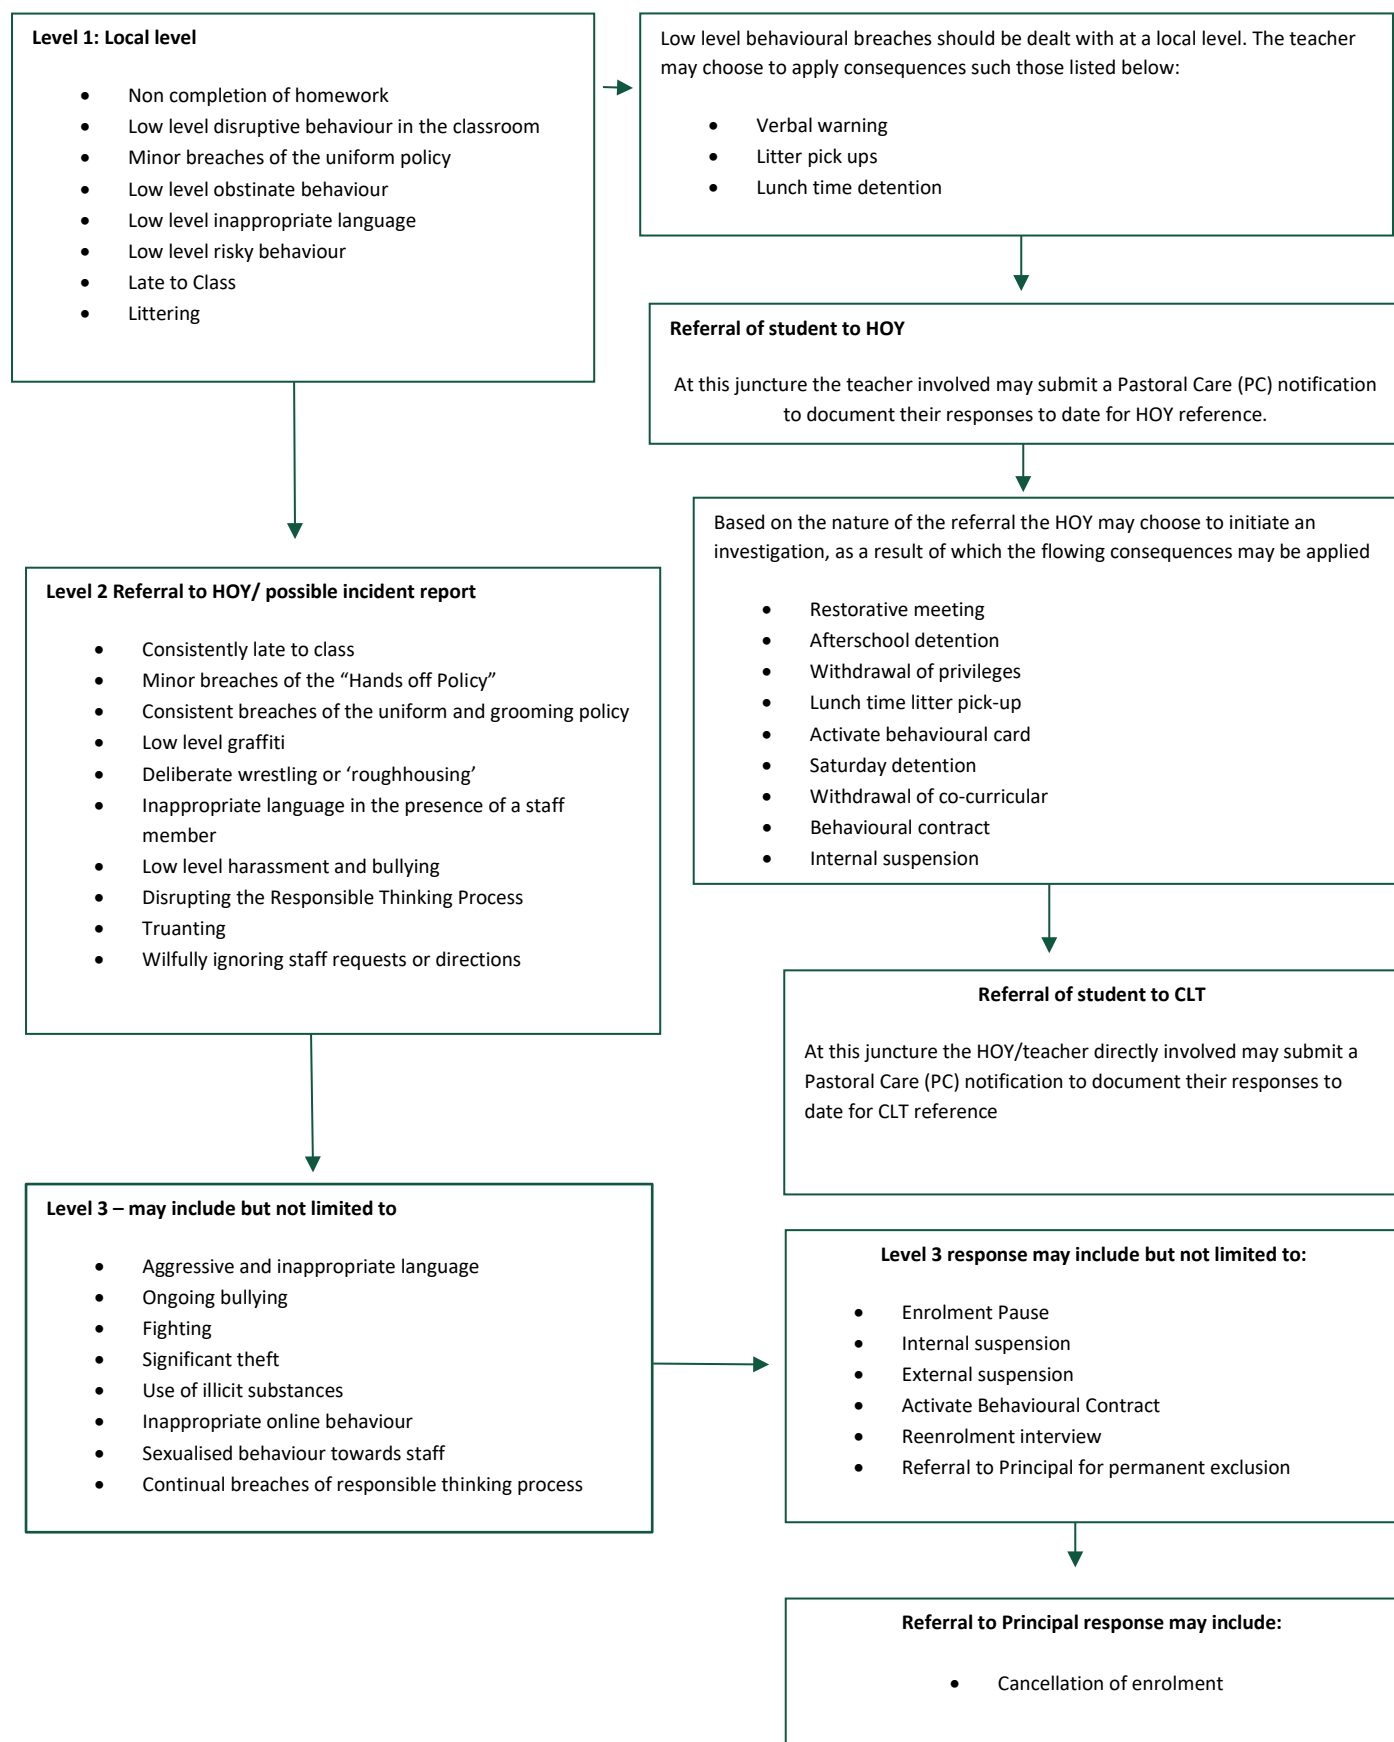 Level 1: Local level
• Non completion of homework
• Low level disruptive behaviour in the classroom
• Minor breaches of the uniform policy
• Low level obstinate behaviour
• Low level inappropriate language
• Low level risky behaviour
• Late to Class
• Littering
Low level behavioural breaches should be dealt with at a local level. The teacher
may choose to apply consequences such those listed below:
• Verbal warning
• Litter pick ups
• Lunch time detention
Referral of student to HOY
At this juncture the teacher involved may submit a Pastoral Care (PC) notification
to document their responses to date for HOY reference.
Based on the nature of the referral the HOY may choose to initiate an
investigation, as a result of which the flowing consequences may be applied
• Restorative meeting
• Afterschool detention
• Withdrawal of privileges
• Lunch time litter pick-up
• Activate behavioural card
• Saturday detention
• Withdrawal of co-curricular
• Behavioural contract
• Internal suspension
Level 2 Referral to HOY/ possible incident report
• Consistently late to class
• Minor breaches of the “Hands off Policy”
• Consistent breaches of the uniform and grooming policy
• Low level graffiti
• Deliberate wrestling or ‘roughhousing’
• Inappropriate language in the presence of a staff
member
• Low level harassment and bullying
• Disrupting the Responsible Thinking Process
• Truanting
• Wilfully ignoring staff requests or directions
Referral of student to CLT
At this juncture the HOY/teacher directly involved may submit a
Pastoral Care (PC) notification to document their responses to
date for CLT reference
Level 3 – may include but not limited to
• Aggressive and inappropriate language
• Ongoing bullying
• Fighting
• Significant theft
• Use of illicit substances
• Inappropriate online behaviour
• Sexualised behaviour towards staff
• Continual breaches of responsible thinking process
Level 3 response may include but not limited to:
• Enrolment Pause
• Internal suspension
• External suspension
• Activate Behavioural Contract
• Reenrolment interview
• Referral to Principal for permanent exclusion
Referral to Principal response may include:
• Cancellation of enrolment